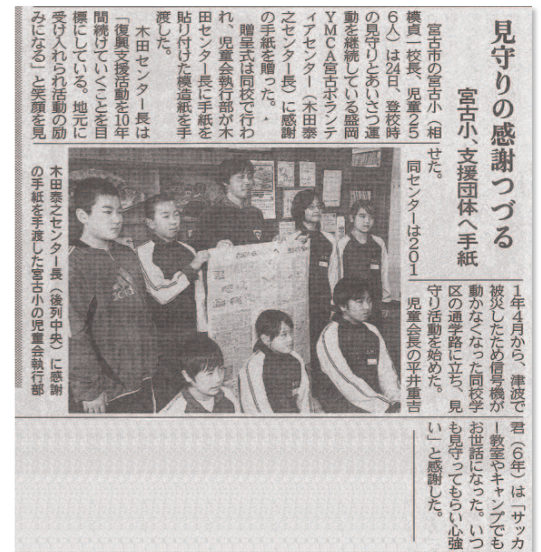 見守りの感謝つづる
宮古小、支援団体へ手紙
宮古市の宮古小（相
模貞一校長、児童２５
６人）は２４日、登校時
の見守りとあいさつ運
動を継続している盛岡
ＹＭＣＡ宮古ボランテ
ィアセンター（木田泰
之センター長）に感謝
の手紙を贈った。
贈呈式は同校で行わ
れ、児童会執行部が木
田センター長に手紙を
貼り付けた模造紙を手
渡した。
木田センター長は
「復興支援活動を１０年
間続けていくことを目
標にしている。地元に
受け入れられ活動の励
みになる」と笑顔を見
せた。
同センターは２０１
１年４月から、津波で
被災したため信号機が
動かなくなった同校学
区の通学路に立ち、見
守り活動を始めた。
児童会長の平井重吉
君（６年）は「サッカ
ー教室やキャンプでも
お世話になった。いつ
も見守ってもらい心強
い」と感謝した。
木田泰之センター長（後列中央）に感謝
の手紙を手渡した宮古小の児童会執行部